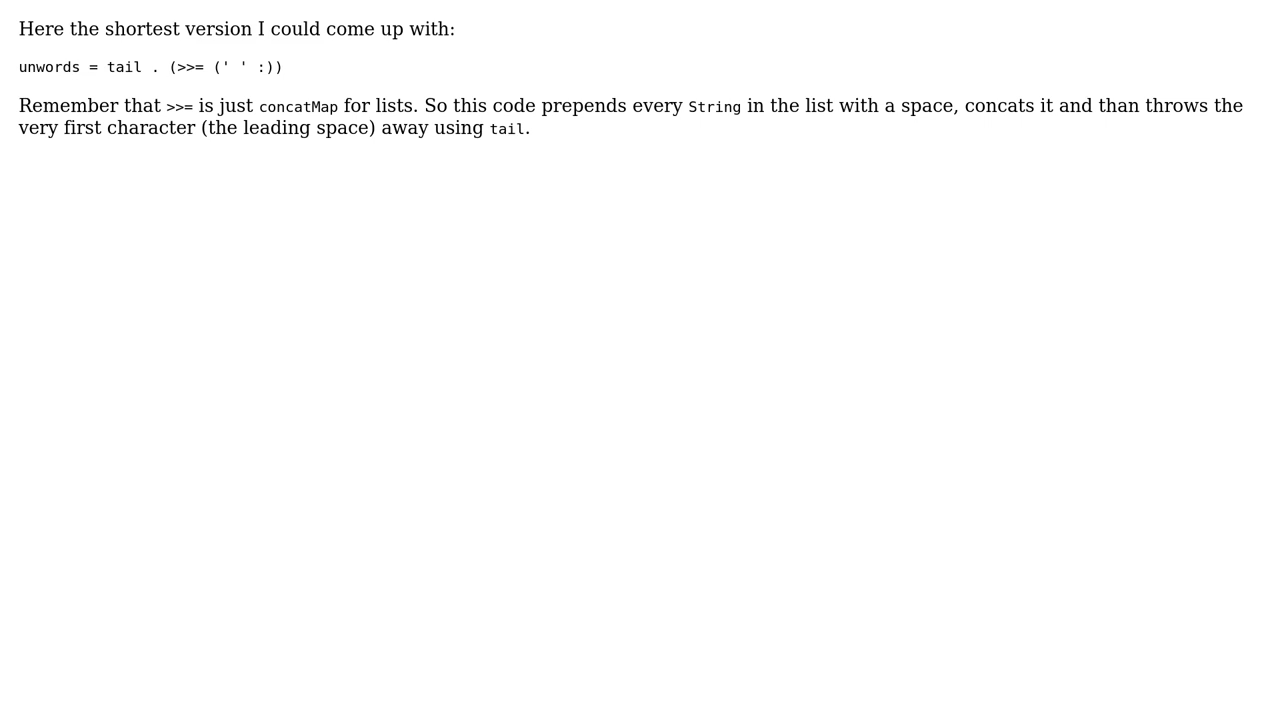 Here the shortest version I could come up with:
unwords = tail . (>>= (' ' :))
Remember that >>= is just concatMap for lists. So this code prepends every String in the list with a space, concats it and than throws the
very first character (the leading space) away using tail.